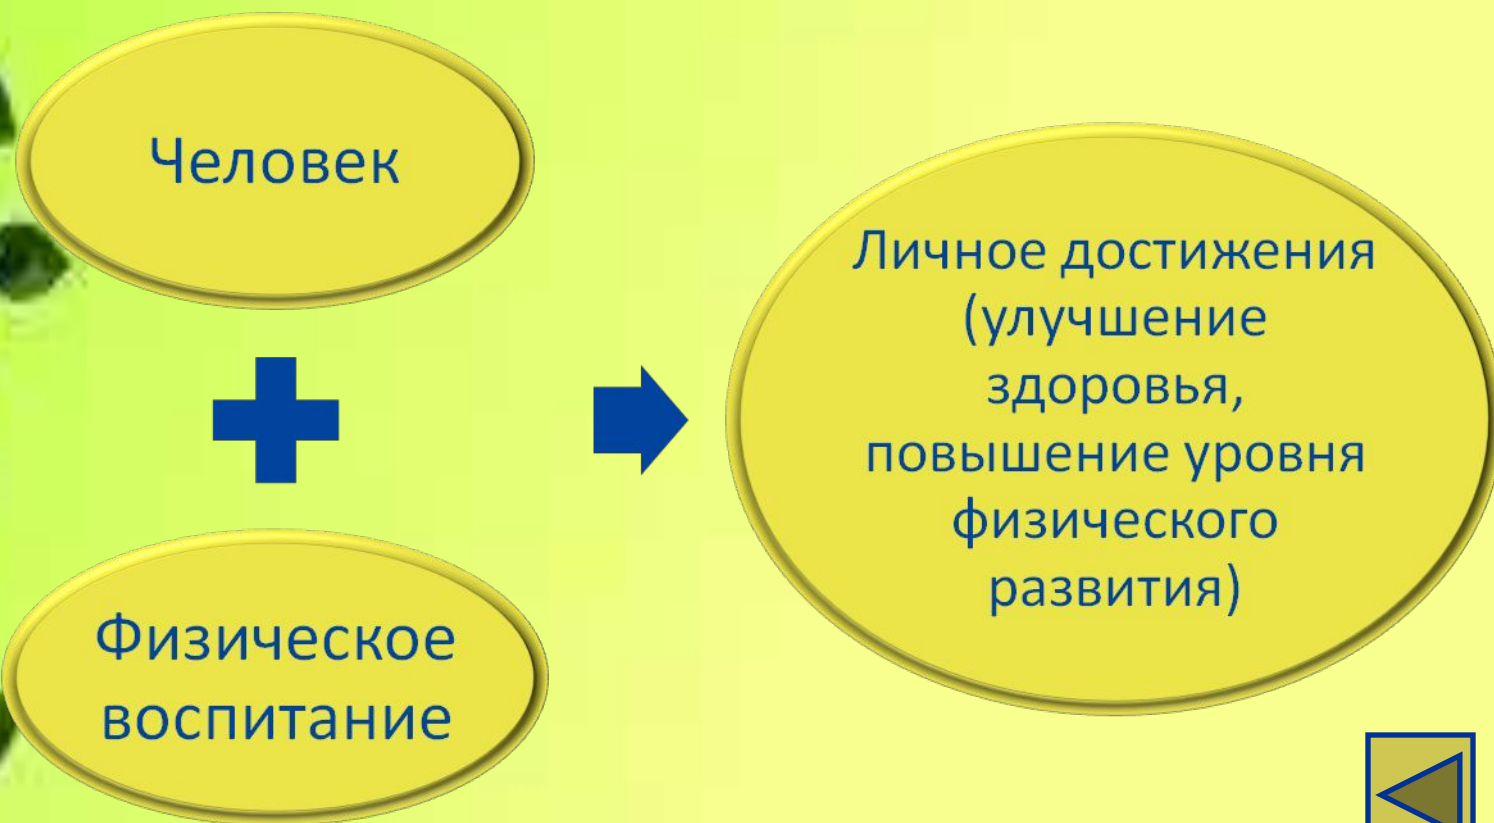 Человек
Физическое
воспитание
Личное достижения
(улучшение
здоровья,
повышение уровня
физического
развития)